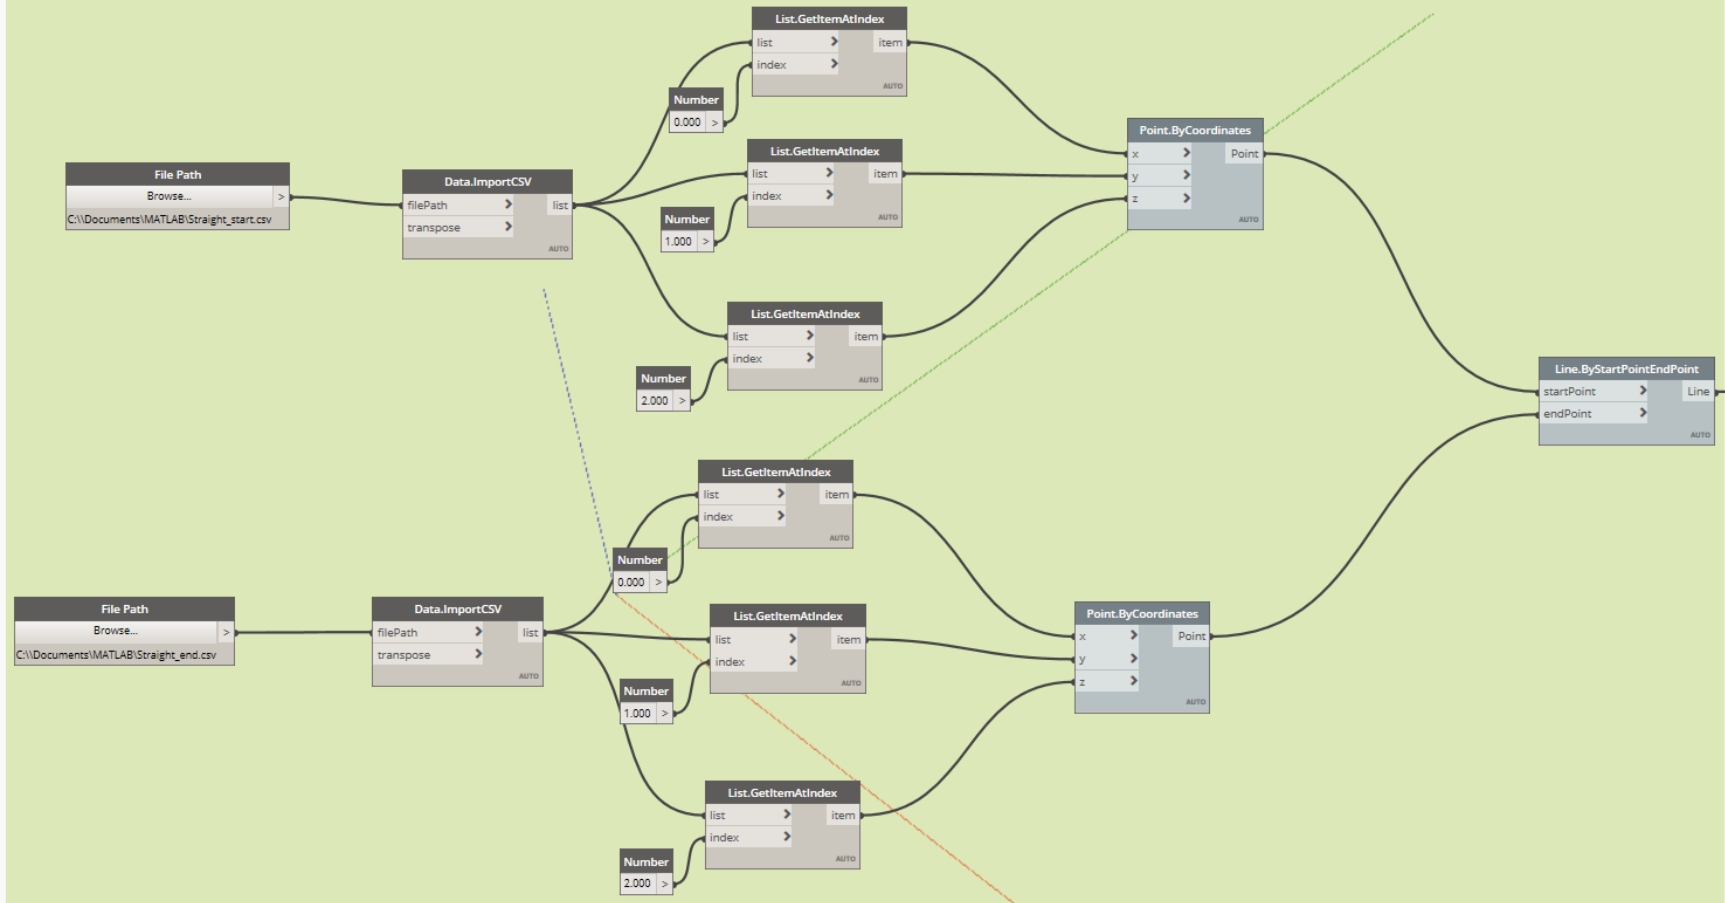 List.GetItemAtIndex
list > item
index >
AUTO
Number
0.000 >
List.GetItemAtIndex
list > item
index >
AUTO
Number
1.000 >
List.GetItemAtIndex
list > item
index >
AUTO
Number
2.000 >
File Path
Browse... >
C:\\Documents\MATLAB\Straight_start.csv
Data.ImportCSV
filePath > list
transpose >
AUTO
Point.ByCoordinates
x > Point
y >
z >
AUTO
Line.ByStartPointEndPoint
startPoint > Line
endPoint >
AUTO
List.GetItemAtIndex
list > item
index >
AUTO
Number
0.000 >
File Path
Browse... >
C:\\Documents\MATLAB\Straight_end.csv
Data.ImportCSV
filePath > list
transpose >
AUTO
List.GetItemAtIndex
list > item
index >
AUTO
Number
1.000 >
Point.ByCoordinates
x > Point
y >
z >
AUTO
List.GetItemAtIndex
list > item
index >
AUTO
Number
2.000 >